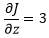 ∂J/∂z = 3